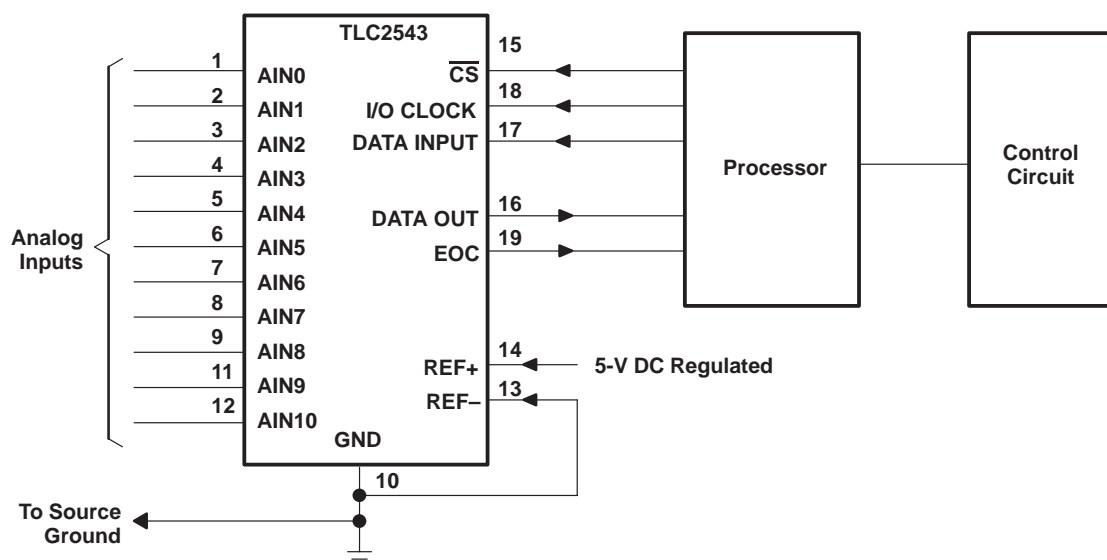 TLC2543
15
1
AIN0
CS
2
18
AIN1
I/O CLOCK
3
17
AIN2
DATA INPUT
4
AIN3
5
16
AIN4
DATA OUT
6
19
AIN5
EOC
7
AIN6
8
AIN7
9
14
AIN8
REF+
5-V DC Regulated
11
13
AIN9
REF–
12
AIN10
GND
10
Analog
Inputs
Processor
Control
Circuit
To Source
Ground